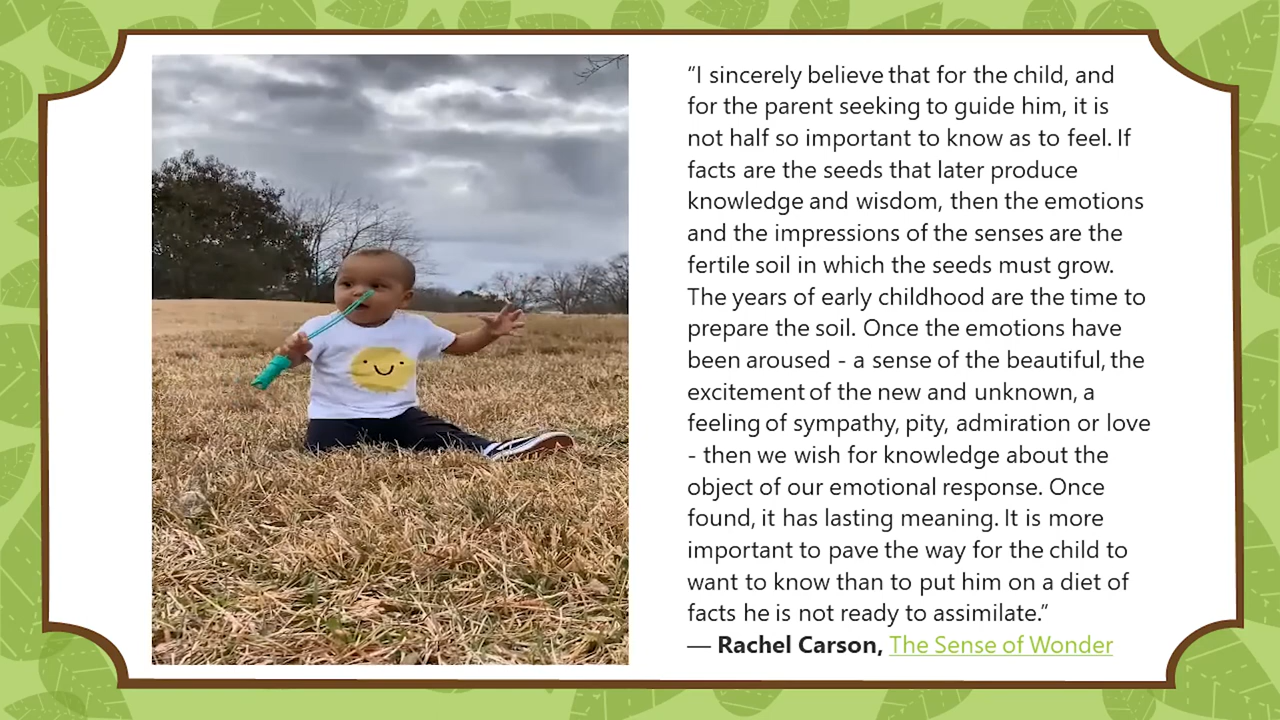 “I sincerely believe that for the child, and
for the parent seeking to guide him, it is
not half so important to know as to feel. If
facts are the seeds that later produce
knowledge and wisdom, then the emotions
and the impressions of the senses are the
fertile soil in which the seeds must grow.
The years of early childhood are the time to
prepare the soil. Once the emotions have
been aroused - a sense of the beautiful, the
excitement of the new and unknown, a
feeling of sympathy, pity, admiration or love
- then we wish for knowledge about the
object of our emotional response. Once
found, it has lasting meaning. It is more
important to pave the way for the child to
want to know than to put him on a diet of
facts he is not ready to assimilate.”
— Rachel Carson, The Sense of Wonder